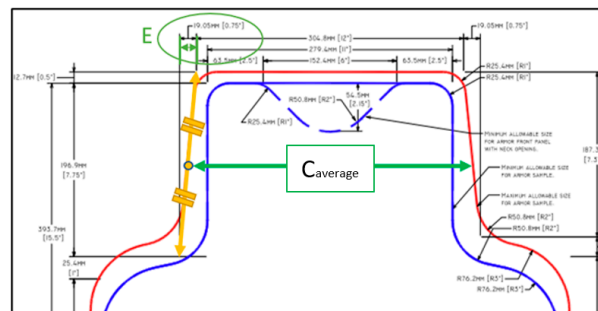 E
19.05MM [0.75"]
304.8MM [12"]
19.05MM [0.75"]
279.4MM [11"]
63.5MM [2.5"]
152.4MM [6"]
63.5MM [2.5"]
R25.4MM [R1"]
R25.4MM [R1"]
12.7MM [0.5"]
54.5MM
[2.15"]
R50.8MM [R2"]
R25.4MM [R1"]
MINIMUM ALLOWABLE SIZE
FOR ARMOR FRONT PANEL
WITH NECK OPENING.
187.3
[7.3
196.9MM
[7.75"]
Caverage
MINIMUM ALLOWABLE SIZE
FOR ARMOR SAMPLE.
MAXIMUM ALLOWABLE SIZE
FOR ARMOR SAMPLE.
393.7MM
[15.5"]
R50.8MM [R2"]
R50.8MM [R2"]
25.4MM
[1"]
R76.2MM [R3"]
R76.2MM [R3"]